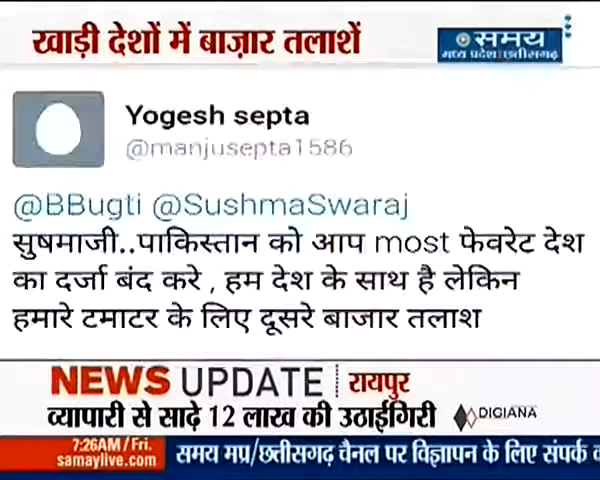 खाड़ी देशों में बाज़ार तलाशें
समय
मध्य प्रदेश छत्तीसगढ़
Yogesh septa
@manjusepta1586
@BBugti @SushmaSwaraj
सुषमाजी..पाकिस्तान को आप most फेवरेट देश
का दर्जा बंद करे , हम देश के साथ है लेकिन
हमारे टमाटर के लिए दूसरे बाजार तलाश
NEWS UPDATE रायपुर
व्यापारी से साढ़े 12 लाख की उठाईगिरी
DIGIANA
7:26AM/Fri.
samaylive.com
समय मप्र/छत्तीसगढ़ चैनल पर विज्ञापन के लिए संपर्क